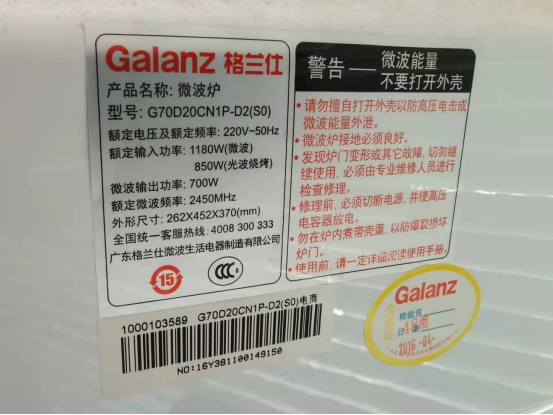 Galanz 格兰仕
产品名称: 微波炉
型号: G70D20CN1P-D2(S0)
额定电压及额定频率: 220V~50Hz
额定输入功率: 1180W(微波)
850W(光波烧烤)
微波输出功率: 700W
额定微波频率: 2450MHz
外形尺寸: 262X452X370(mm)
全国统一客服热线: 4008 300 333
广东格兰仕微波生活电器制造有限公司
15
CCC
警告 — 微波能量
不要打开外壳
• 请勿擅自打开外壳以防高压电击或
微波能量外泄。
• 微波炉接地必须良好。
• 发现炉门变形或其它故障, 切勿继
续使用, 必须由专业维修人员进行
检查修理。
• 修理前, 必须切断电源, 并使高压
电容器放电。
• 勿在炉内煮带壳蛋, 以防爆裂损坏
炉门。
• 使用前, 请一定详细阅读使用手册。
1000103589 G70D20CN1P-D2(S0)电商
NO:16Y381100149150
Galanz
检验员
日期
2016 -04-